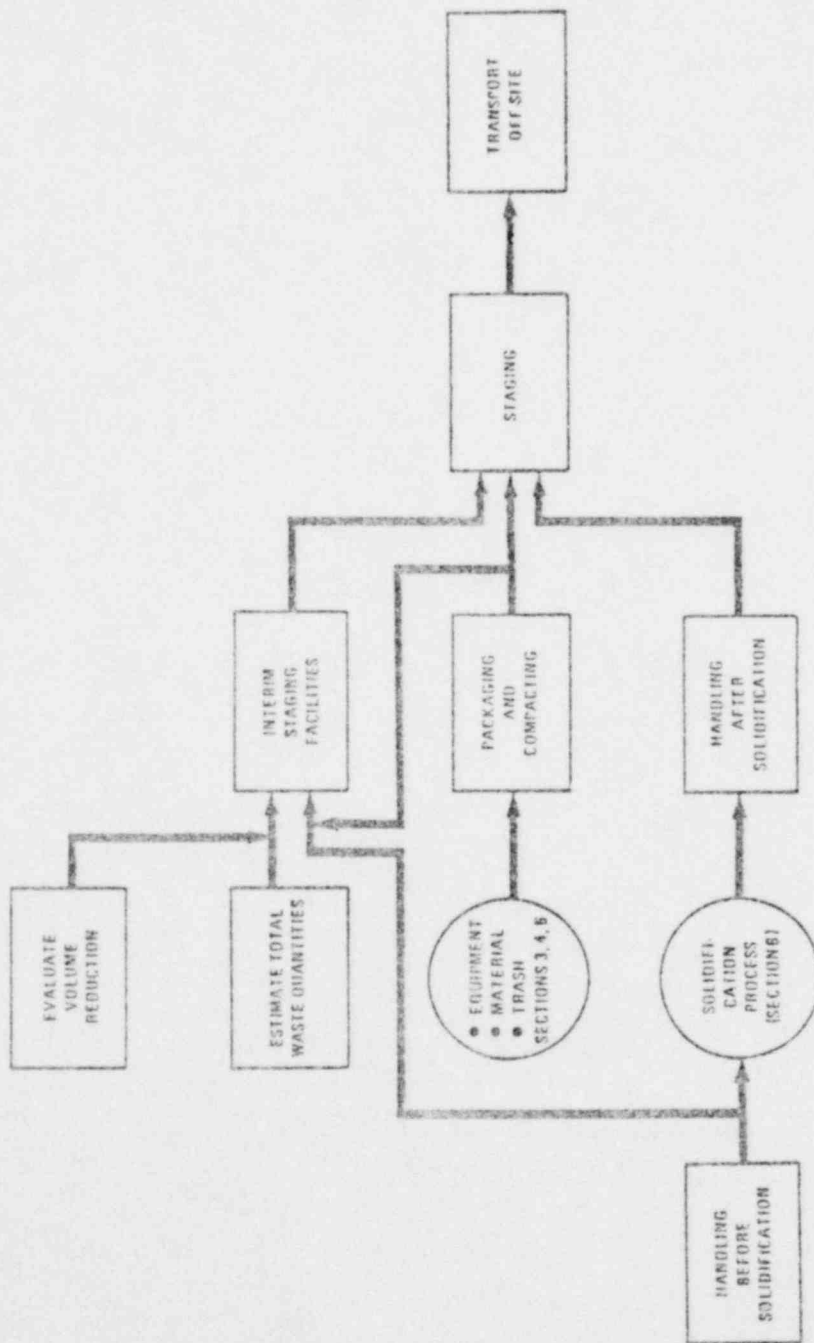 EVALUATE
VOLUME
REDUCTION
ESTIMATE TOTAL
WASTE QUANTITIES
INTERIM
STAGING
FACILITIES
● EQUIPMENT
● MATERIAL
● TRASH
SECTIONS 3, 4, 5
PACKAGING
AND
COMPACTING
STAGING
TRANSPORT
OFF SITE
HANDLING
BEFORE
SOLIDIFICATION
SOLIDIFI-
CATION
PROCESS
(SECTION 6)
HANDLING
AFTER
SOLIDIFICATION